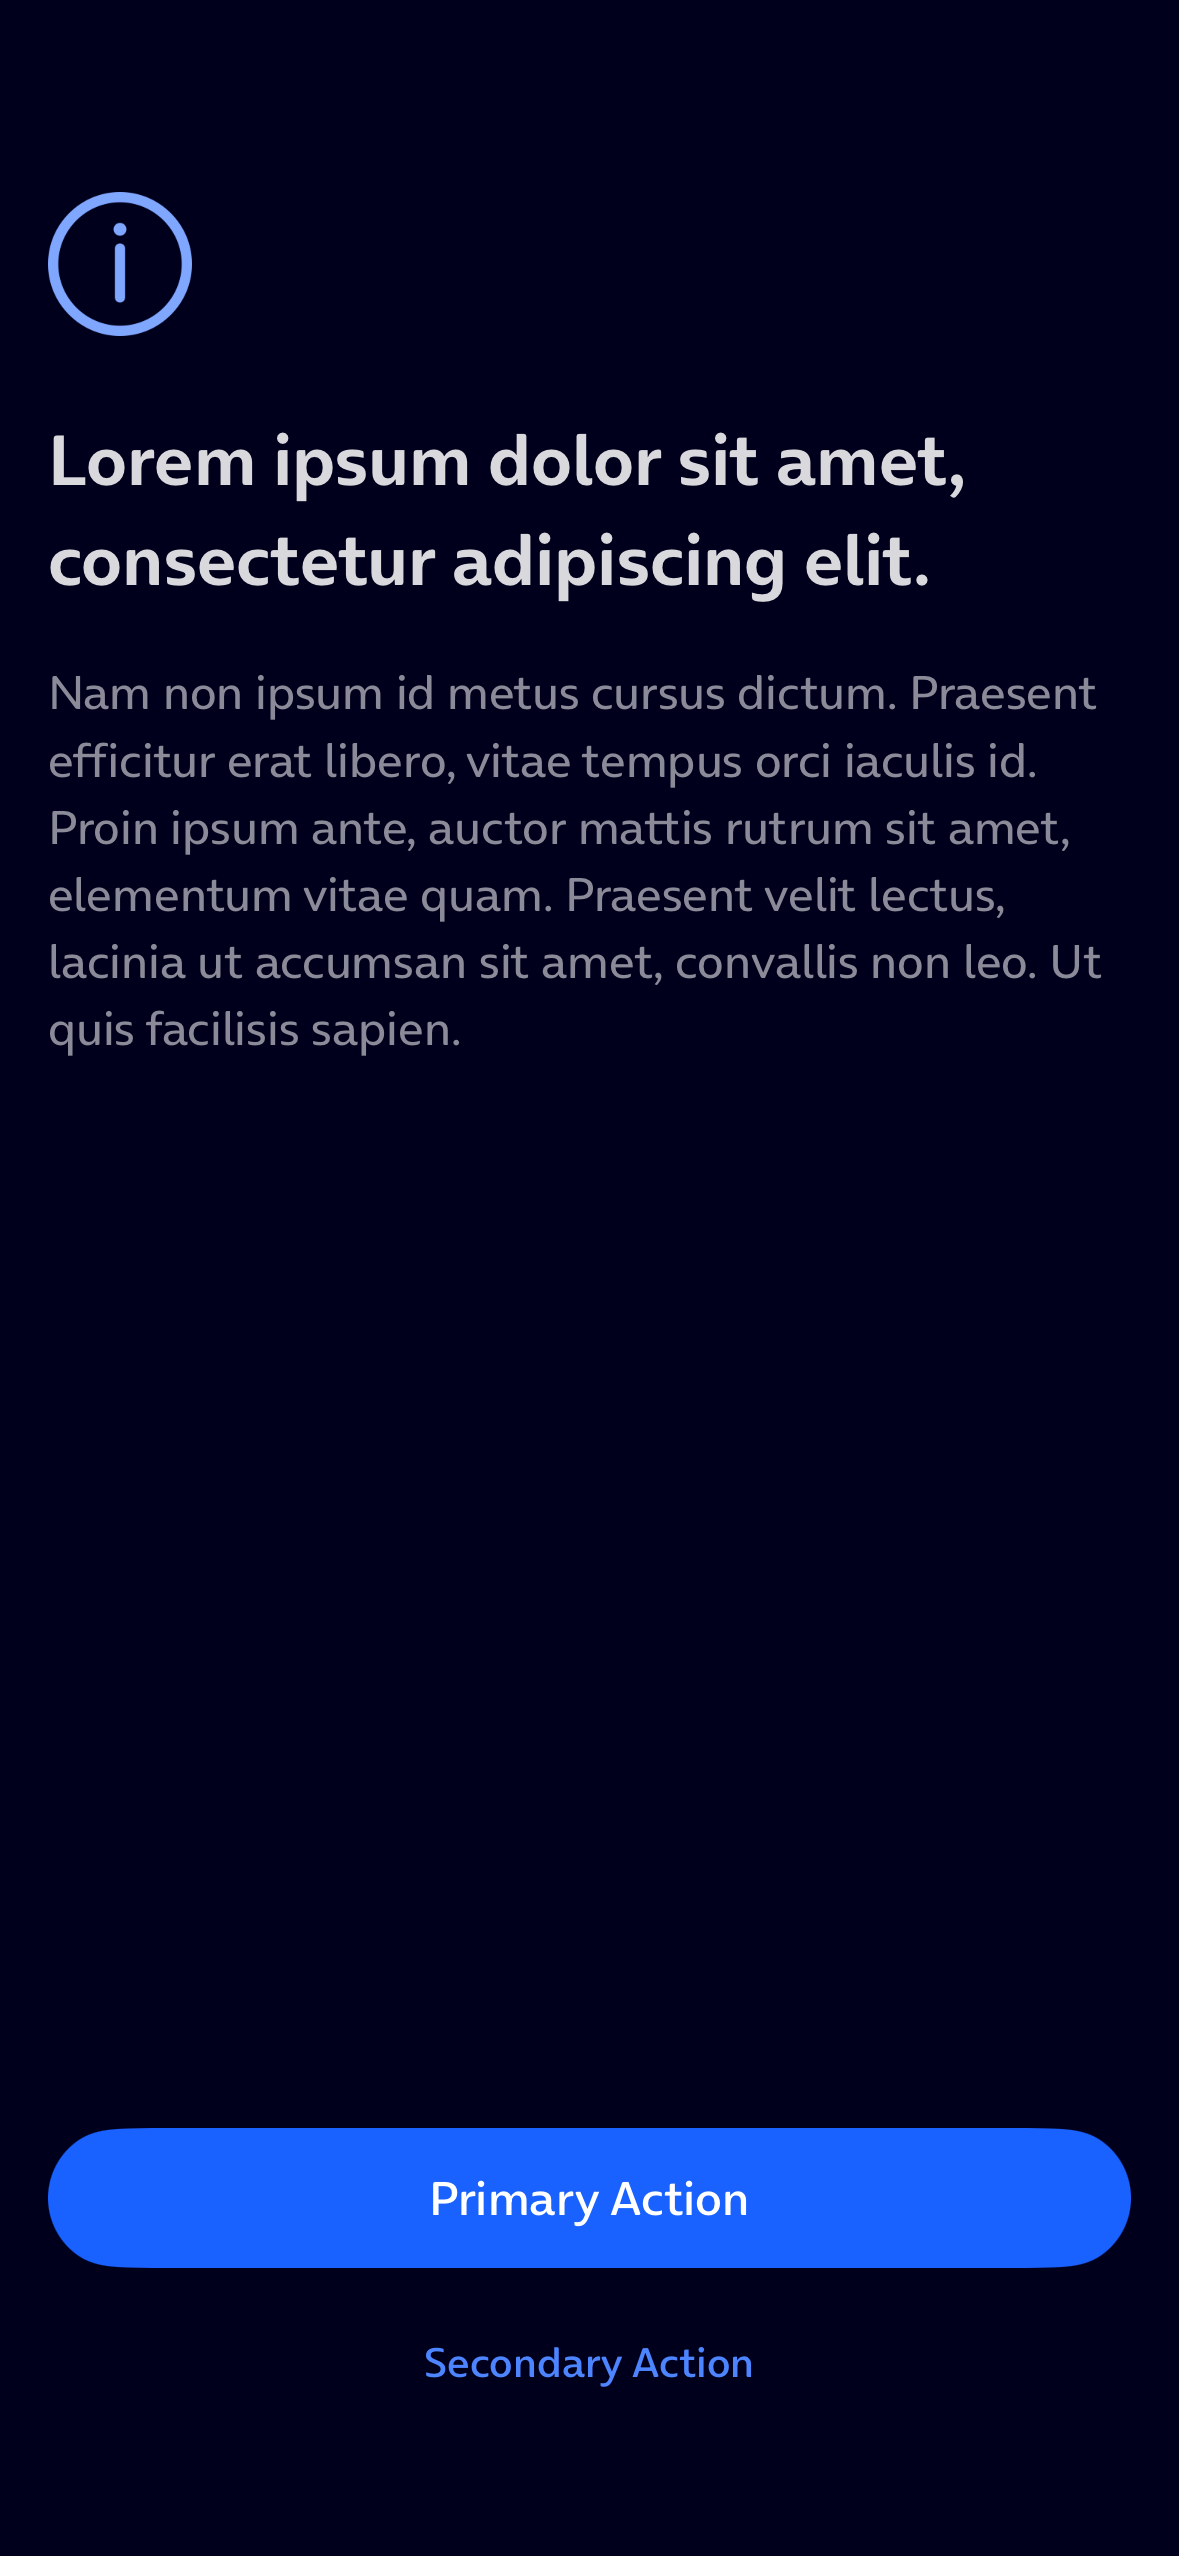 Lorem ipsum dolor sit amet,
consectetur adipiscing elit.
Nam non ipsum id metus cursus dictum. Praesent
efficitur erat libero, vitae tempus orci iaculis id.
Proin ipsum ante, auctor mattis rutrum sit amet,
elementum vitae quam. Praesent velit lectus,
lacinia ut accumsan sit amet, convallis non leo. Ut
quis facilisis sapien.
Primary Action
Secondary Action